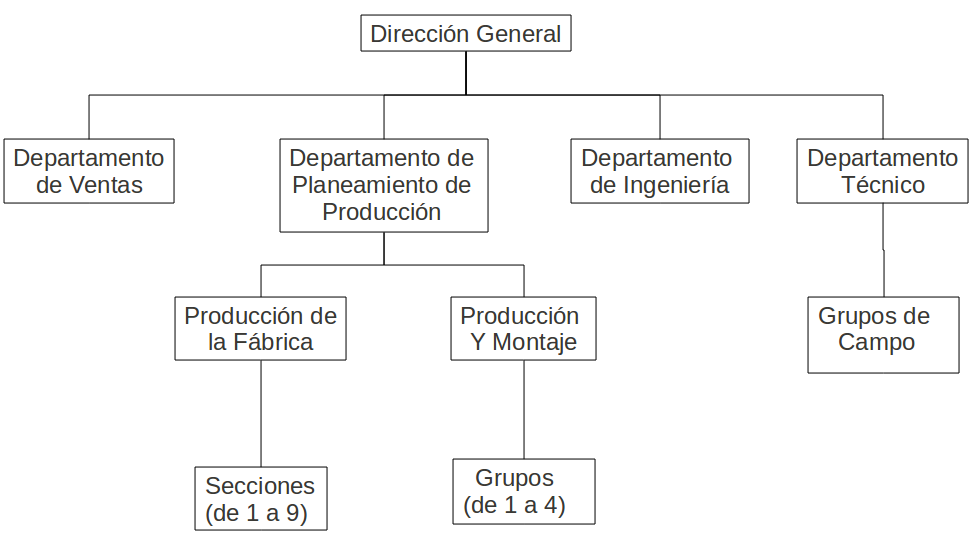 Dirección General
Departamento
de Ventas
Departamento de
Planeamiento de
Producción
Departamento
de Ingeniería
Departamento
Técnico
Producción de
la Fábrica
Producción
Y Montaje
Grupos de
Campo
Secciones
(de 1 a 9)
Grupos
(de 1 a 4)